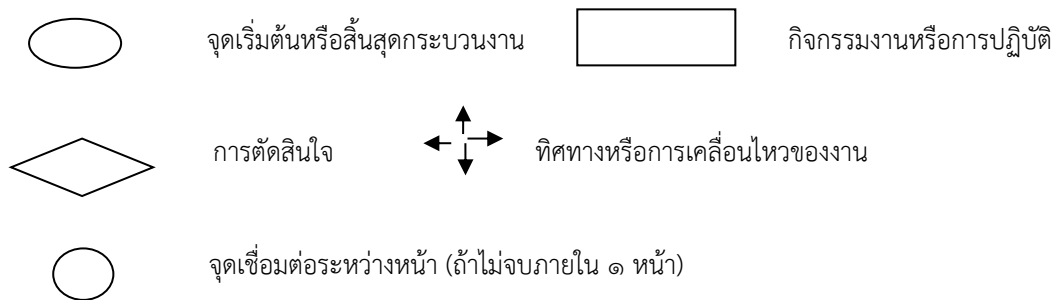 จุดเริ่มต้นหรือสิ้นสุดกระบวนงาน กิจกรรมงานหรือการปฏิบัติ
การตัดสินใจ ทิศทางหรือการเคลื่อนไหวของงาน
จุดเชื่อมต่อระหว่างหน้า (ถ้าไม่จบภายใน ๑ หน้า)